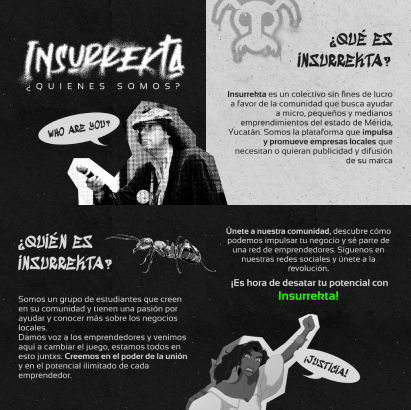 INSURREKTA
¿QUIENES SOMOS?
WHO ARE YOU?
¿QUÉ ES
INSURREKTA?
Insurrekta es un colectivo sin fines de lucro
a favor de la comunidad que busca ayudar
a micro, pequeños y medianos
emprendimientos del estado de Mérida,
Yucatán. Somos la plataforma que impulsa
y promueve empresas locales que
necesitan o quieran publicidad y difusión
de su marca
¿QUIÉN ES
INSURREKTA?
Somos un grupo de estudiantes que creen
en su comunidad y tienen una pasión por
ayudar y conocer más sobre los negocios
locales.
Damos voz a los emprendedores y venimos
aquí a cambiar el juego, estamos todos en
esto juntxs. Creemos en el poder de la unión
y en el potencial ilimitado de cada
emprendedor.
Únete a nuestra comunidad, descubre cómo
podemos impulsar tu negocio y sé parte de
una red de emprendedores. Síguenos en
nuestras redes sociales y únete a la
revolución.
¡Es hora de desatar tu potencial con
Insurrekta!
¡JUSTICIA!